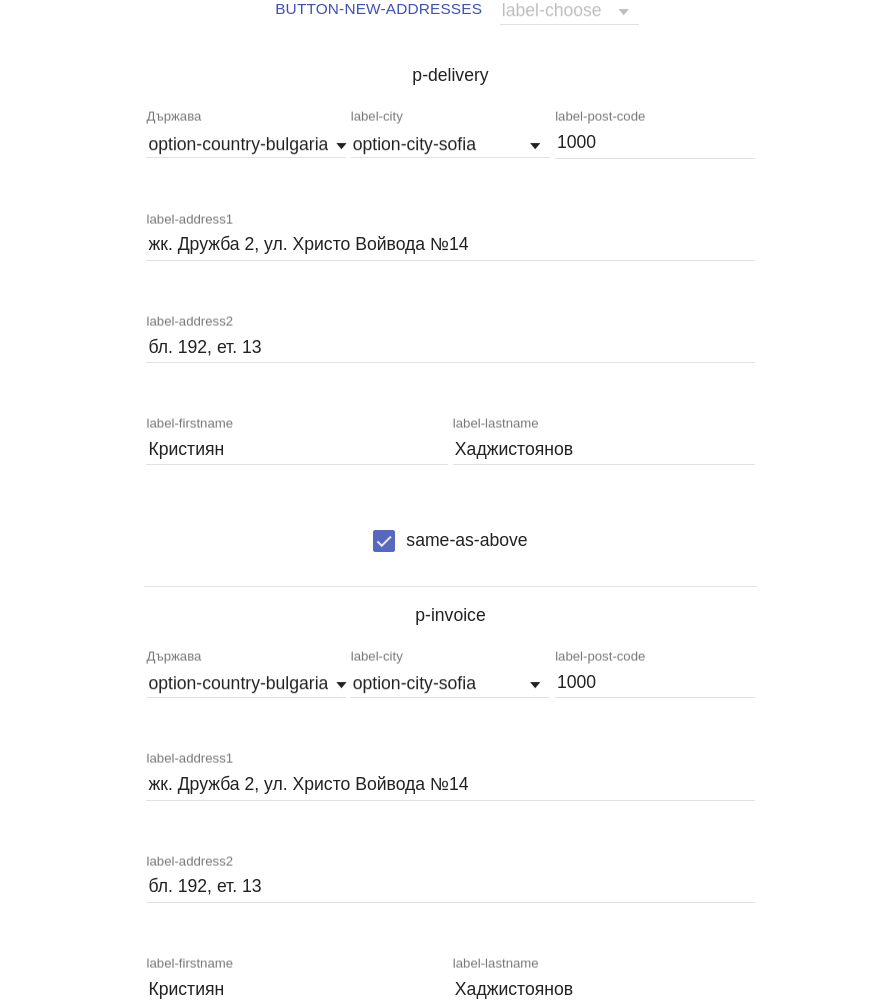 BUTTON-NEW-ADDRESSES label-choose
p-delivery
Държава label-city label-post-code
option-country-bulgaria option-city-sofia 1000
label-address1
жк. Дружба 2, ул. Христо Войвода №14
label-address2
бл. 192, ет. 13
label-firstname label-lastname
Кристиян Хаджистоянов
same-as-above
p-invoice
Държава label-city label-post-code
option-country-bulgaria option-city-sofia 1000
label-address1
жк. Дружба 2, ул. Христо Войвода №14
label-address2
бл. 192, ет. 13
label-firstname label-lastname
Кристиян Хаджистоянов